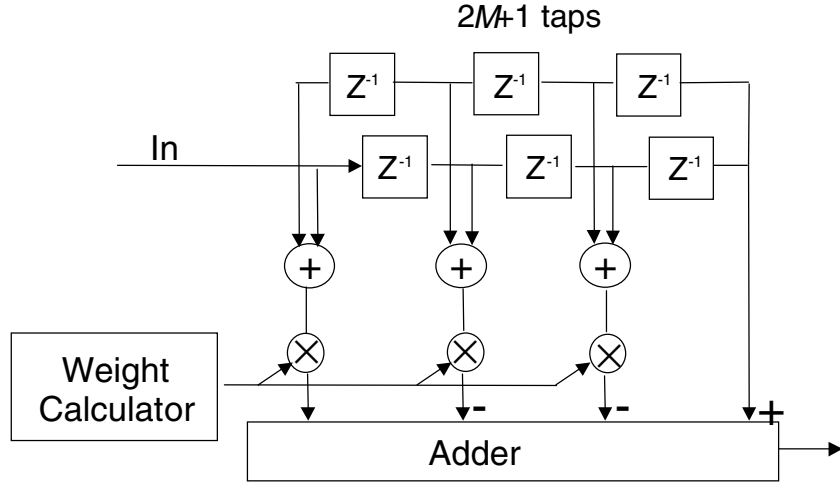 2M+1 taps
Z-1 Z-1 Z-1
In
Z-1 Z-1 Z-1
+ + +
Weight
Calculator
- - +
Adder